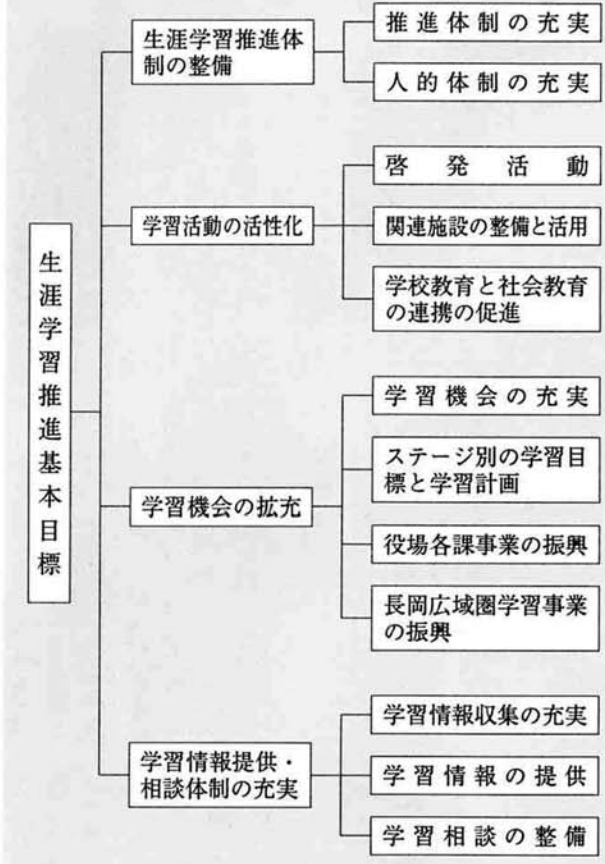 生涯学習推進基本目標
生涯学習推進体
制の整備
推進体制の充実
人的体制の充実
学習活動の活性化
啓発活動
関連施設の整備と活用
学校教育と社会教育
の連携の促進
学習機会の拡充
学習機会の充実
ステージ別の学習目
標と学習計画
役場各課事業の振興
長岡広域圏学習事業
の振興
学習情報提供・
相談体制の充実
学習情報収集の充実
学習情報の提供
学習相談の整備